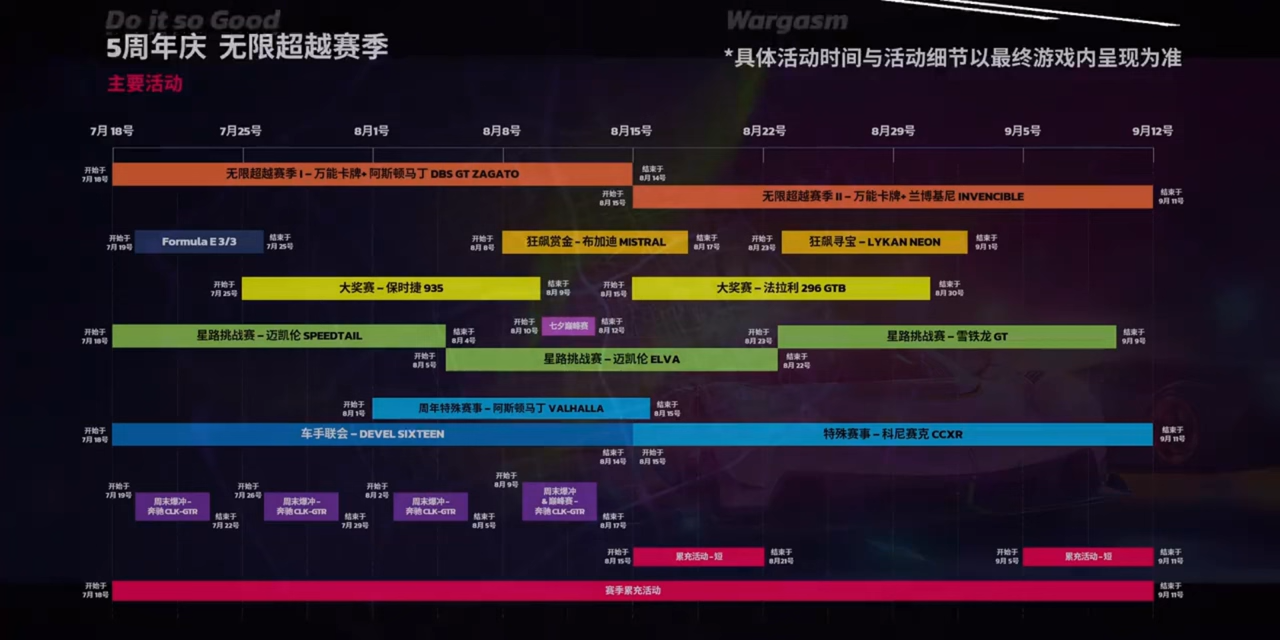 Do it so Good
Wargasm
5周年庆 无限超越赛季
*具体活动时间与活动细节以最终游戏内呈现为准
主要活动
7月18号
7月25号
8月1号
8月8号
8月15号
8月22号
8月29号
9月5号
9月12号
开始于
7月18号
无限超越赛季 I – 万能卡牌+ 阿斯顿马丁 DBS GT ZAGATO
结束于
8月14号
开始于
8月15号
无限超越赛季 II – 万能卡牌+ 兰博基尼 INVENCIBLE
结束于
9月11号
开始于
7月19号
Formula E 3/3
结束于
7月25号
开始于
8月8号
狂飙赏金 – 布加迪 MISTRAL
结束于
8月17号
开始于
8月23号
狂飙寻宝 – LYKAN NEON
结束于
9月1号
开始于
7月25号
大奖赛 – 保时捷 935
结束于
8月9号
开始于
8月15号
大奖赛 – 法拉利 296 GTB
结束于
8月30号
开始于
7月18号
星路挑战赛 – 迈凯伦 SPEEDTAIL
结束于
8月4号
开始于
8月10号
七夕巅峰赛
结束于
8月12号
开始于
8月23号
星路挑战赛 – 雪铁龙 GT
结束于
9月9号
开始于
8月5号
星路挑战赛 – 迈凯伦 ELVA
结束于
8月22号
开始于
8月1号
周年特殊赛事 – 阿斯顿马丁 VALHALLA
结束于
8月15号
开始于
7月18号
车手联会 – DEVEL SIXTEEN
结束于
8月14号
开始于
8月15号
特殊赛事 – 科尼赛克 CCXR
结束于
9月11号
开始于
7月19号
周末爆冲 –
奔驰 CLK-GTR
结束于
7月22号
开始于
7月26号
周末爆冲 –
奔驰 CLK-GTR
结束于
7月29号
开始于
8月2号
周末爆冲 –
奔驰 CLK-GTR
结束于
8月5号
开始于
8月9号
周末爆冲
& 巅峰赛 –
奔驰 CLK-GTR
结束于
8月17号
开始于
8月15号
累充活动 – 短
结束于
8月21号
开始于
9月5号
累充活动 – 短
结束于
9月11号
开始于
7月18号
赛季累充活动
结束于
9月11号